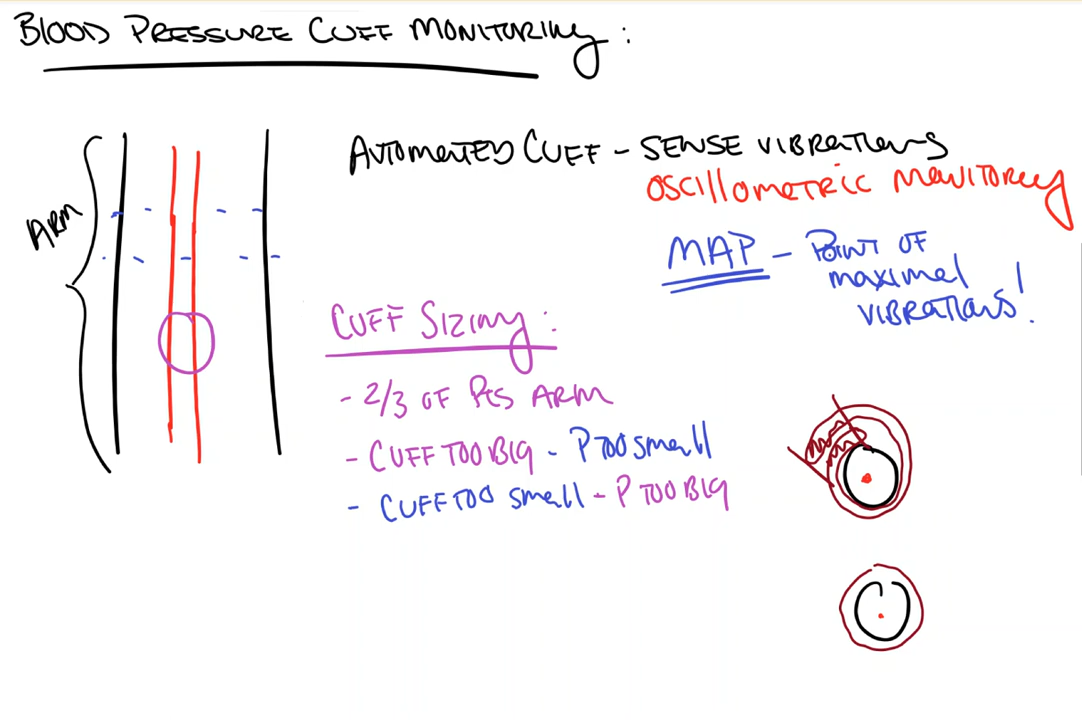 BLOOD PRESSURE CUFF MONITORING:
ARM
AUTOMATED CUFF - SENSE VIBRATIONS
OSCILLOMETRIC MONITORING
MAP - POINT OF
MAXIMAL
VIBRATIONS!
CUFF SIZING:
- 2/3 OF PTS ARM
- CUFF TOO BIG - P TOO SMALL
- CUFF TOO SMALL - P TOO BIG